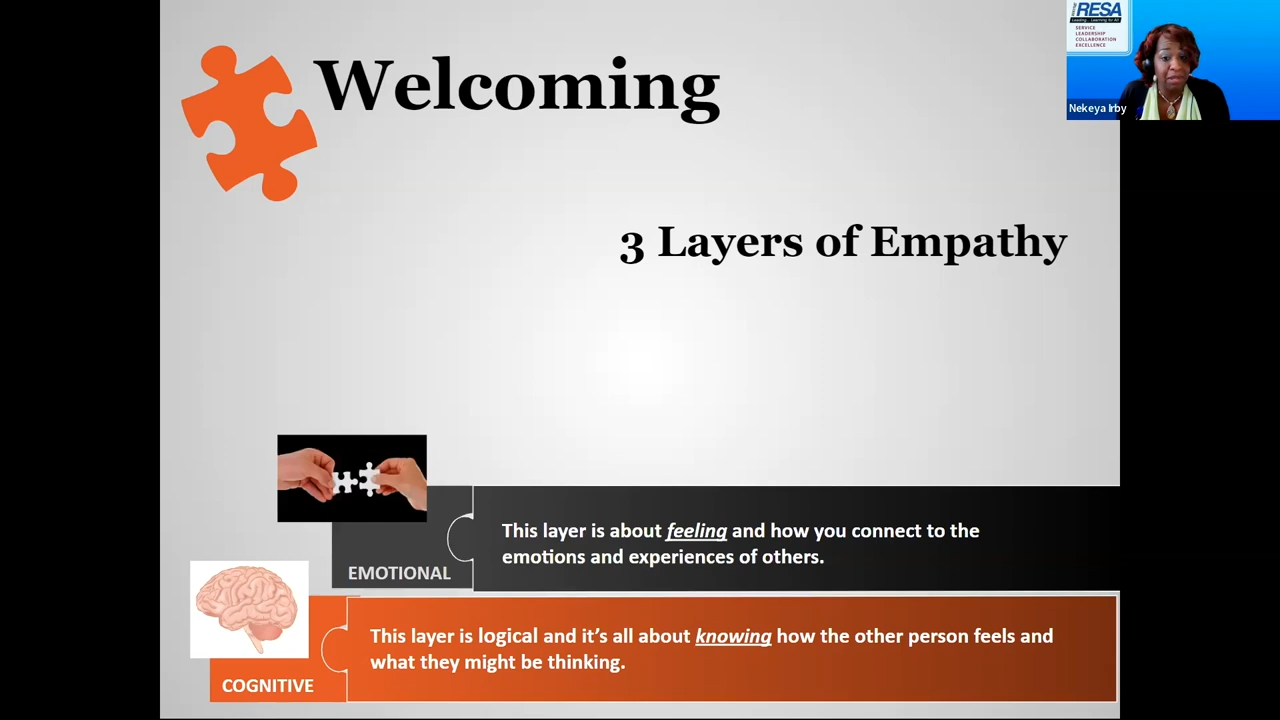 Welcoming
RESA
SERVICE
LEADERSHIP
COLLABORATION
EXCELLENCE
Nekeya Irby
3 Layers of Empathy
This layer is about feeling and how you connect to the
emotions and experiences of others.
EMOTIONAL
This layer is logical and it’s all about knowing how the other person feels and
what they might be thinking.
COGNITIVE